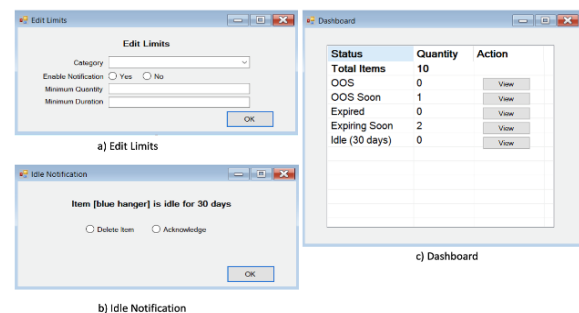 Edit Limits
Edit Limits
Category
Enable Notification Yes No
Minimum Quantity
Minimum Duration
OK
a) Edit Limits
Idle Notification
Item [blue hanger] is idle for 30 days
Delete Item Acknowledge
OK
b) Idle Notification
Dashboard
Status Quantity Action
Total Items 10
OOS 0 View
OOS Soon 1 View
Expired 0 View
Expiring Soon 2 View
Idle (30 days) 0 View
c) Dashboard